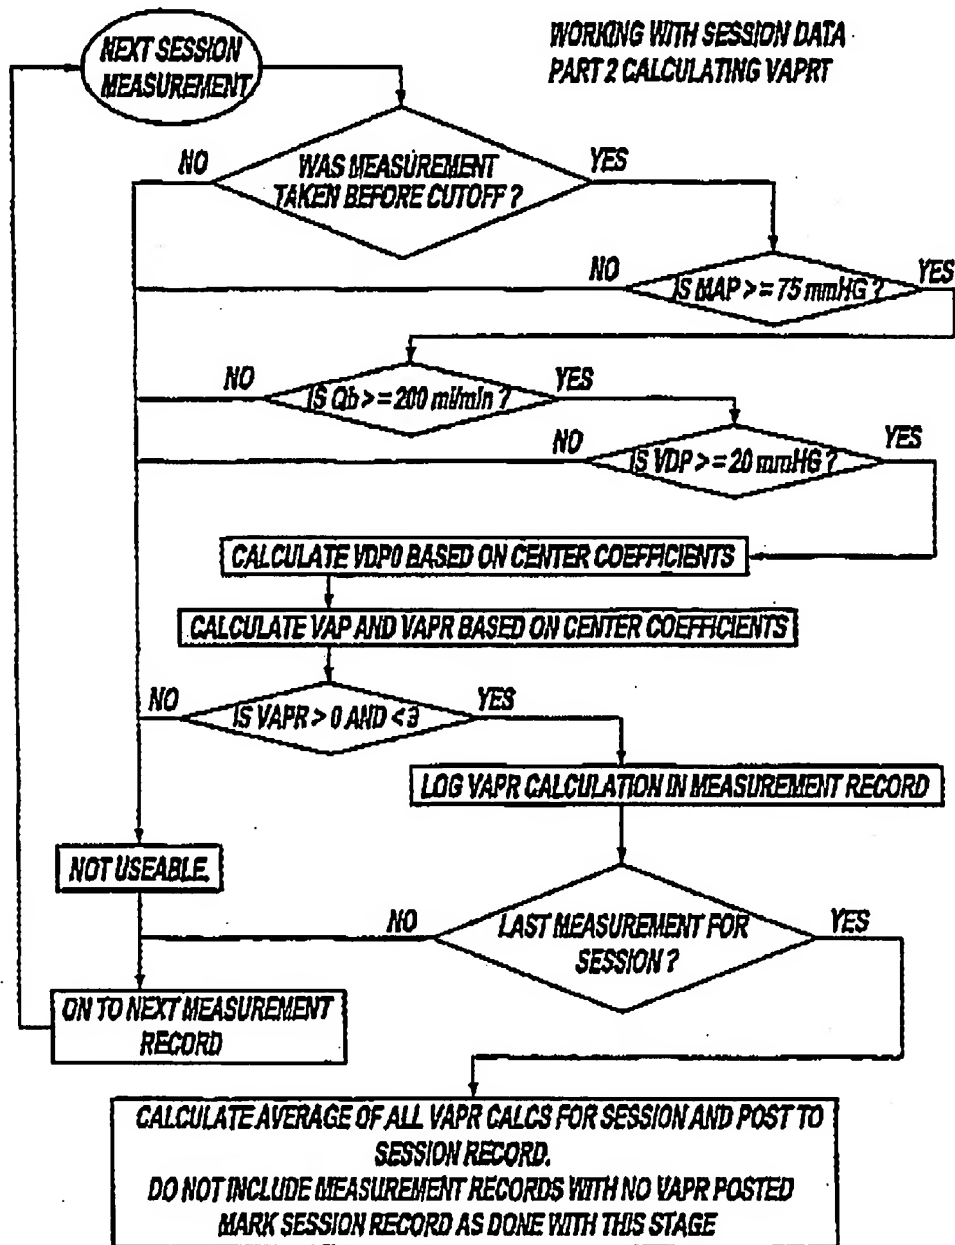 WORKING WITH SESSION DATA
PART 2 CALCULATING VAPRT
NEXT SESSION
MEASUREMENT
NO
WAS MEASUREMENT
TAKEN BEFORE CUTOFF ?
YES
NO
IS MAP >= 75 mmHG ?
YES
NO
IS Qb >= 200 ml/min ?
YES
NO
IS VDP >= 20 mmHG ?
YES
CALCULATE VDP0 BASED ON CENTER COEFFICIENTS
CALCULATE VAP AND VAPR BASED ON CENTER COEFFICIENTS
NO
IS VAPR > 0 AND < 3
YES
LOG VAPR CALCULATION IN MEASUREMENT RECORD
NOT USEABLE.
NO
LAST MEASUREMENT FOR
SESSION ?
YES
ON TO NEXT MEASUREMENT
RECORD
CALCULATE AVERAGE OF ALL VAPR CALCS FOR SESSION AND POST TO
SESSION RECORD.
DO NOT INCLUDE MEASUREMENT RECORDS WITH NO VAPR POSTED
MARK SESSION RECORD AS DONE WITH THIS STAGE